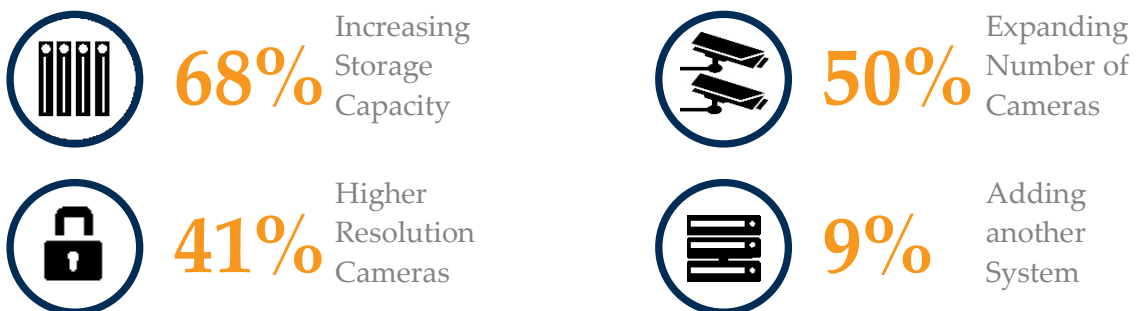 68%
Increasing
Storage
Capacity
50%
Expanding
Number of
Cameras
41%
Higher
Resolution
Cameras
9%
Adding
another
System